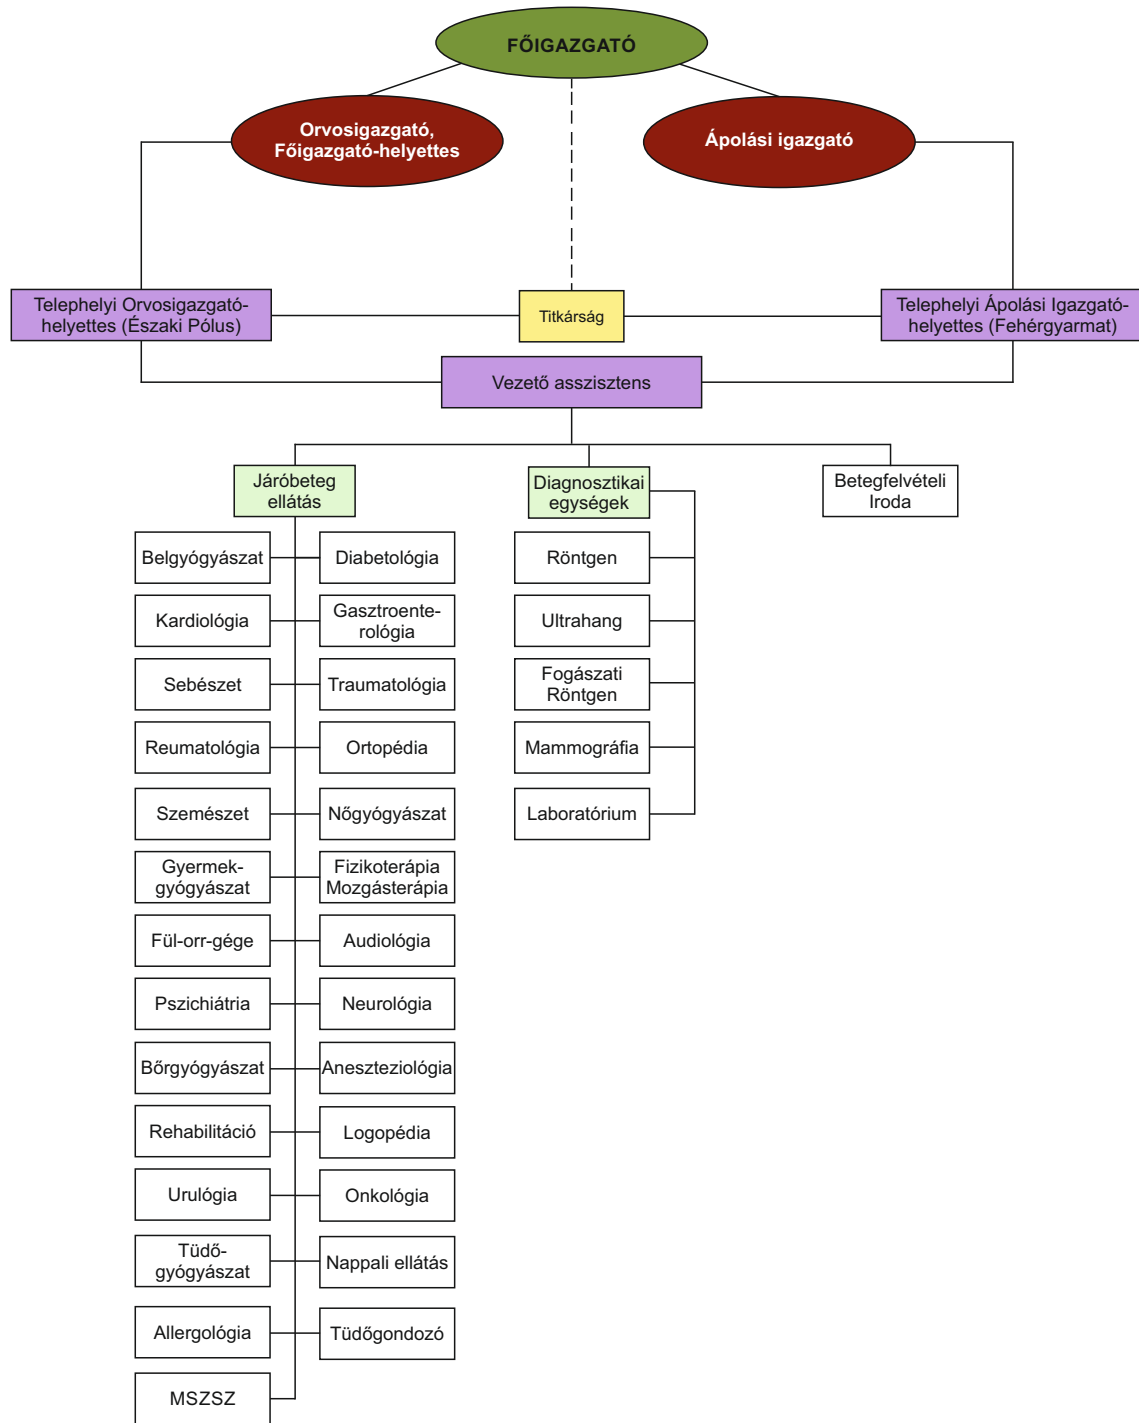 FŐIGAZGATÓ
Orvosigazgató,
Főigazgató-helyettes
Ápolási igazgató
Telephelyi Orvosigazgató-
helyettes (Északi Pólus)
Titkárság
Telephelyi Ápolási Igazgató-
helyettes (Fehérgyarmat)
Vezető asszisztens
Járóbeteg
ellátás
Diagnosztikai
egységek
Betegfelvételi
Iroda
Belgyógyászat
Diabetológia
Röntgen
Kardiológia
Gasztroente-
rológia
Ultrahang
Sebészet
Traumatológia
Fogászati
Röntgen
Reumatológia
Ortopédia
Mammográfia
Szemészet
Nőgyógyászat
Laboratórium
Gyermek-
gyógyászat
Fizikoterápia
Mozgásterápia
Fül-orr-gége
Audiológia
Pszichiátria
Neurológia
Bőrgyógyászat
Aneszteziológia
Rehabilitáció
Logopédia
Urulógia
Onkológia
Tüdő-
gyógyászat
Nappali ellátás
Allergológia
Tüdőgondozó
MSZSZ